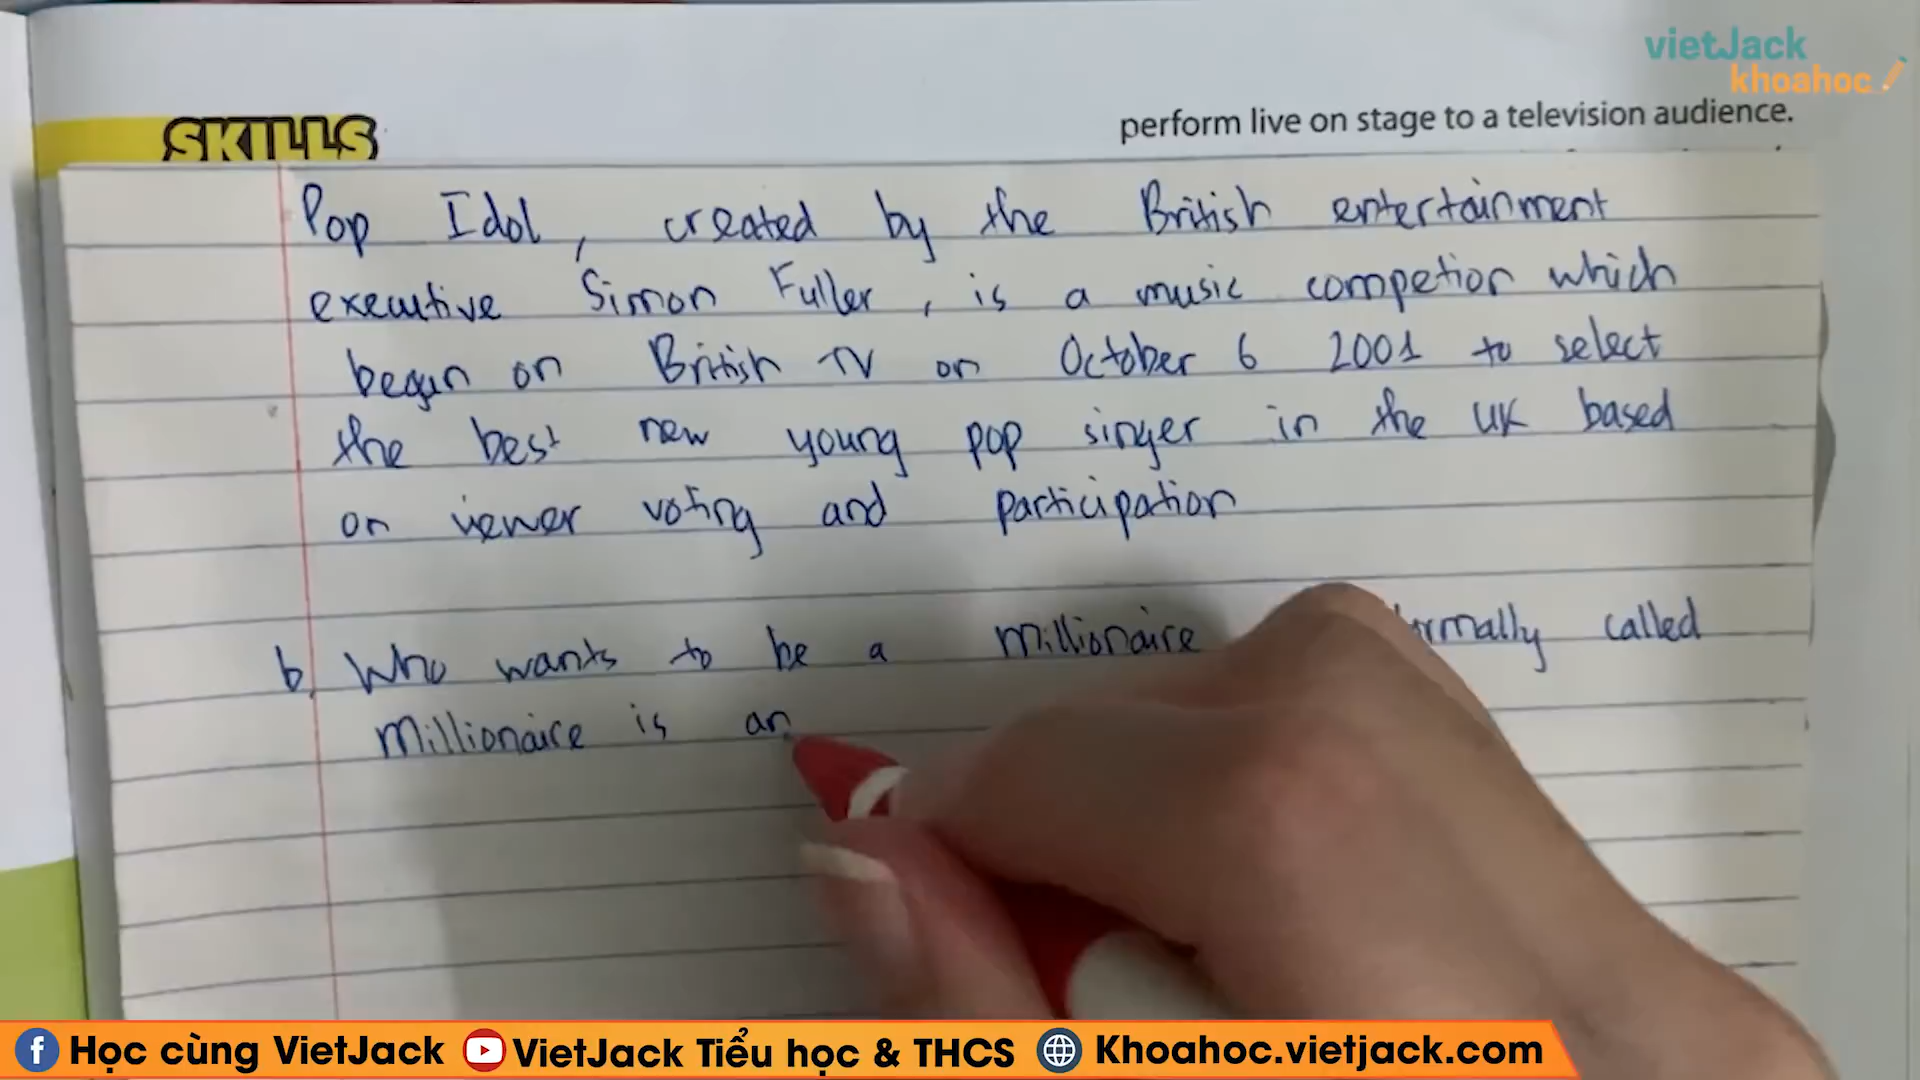 vietJack
khoahoc
SKILLS
perform live on stage to a television audience.
Pop Idol, created by the British entertainment
executive Simon Fuller, is a music competion which
began on British TV on October 6 2001 to select
the best new young pop singer in the UK based
on viewer voting and participation
b. Who wants to be a millionaire called
Millionaire is an
Học cùng VietJack VietJack Tiểu học & THCS Khoahoc.vietjack.com